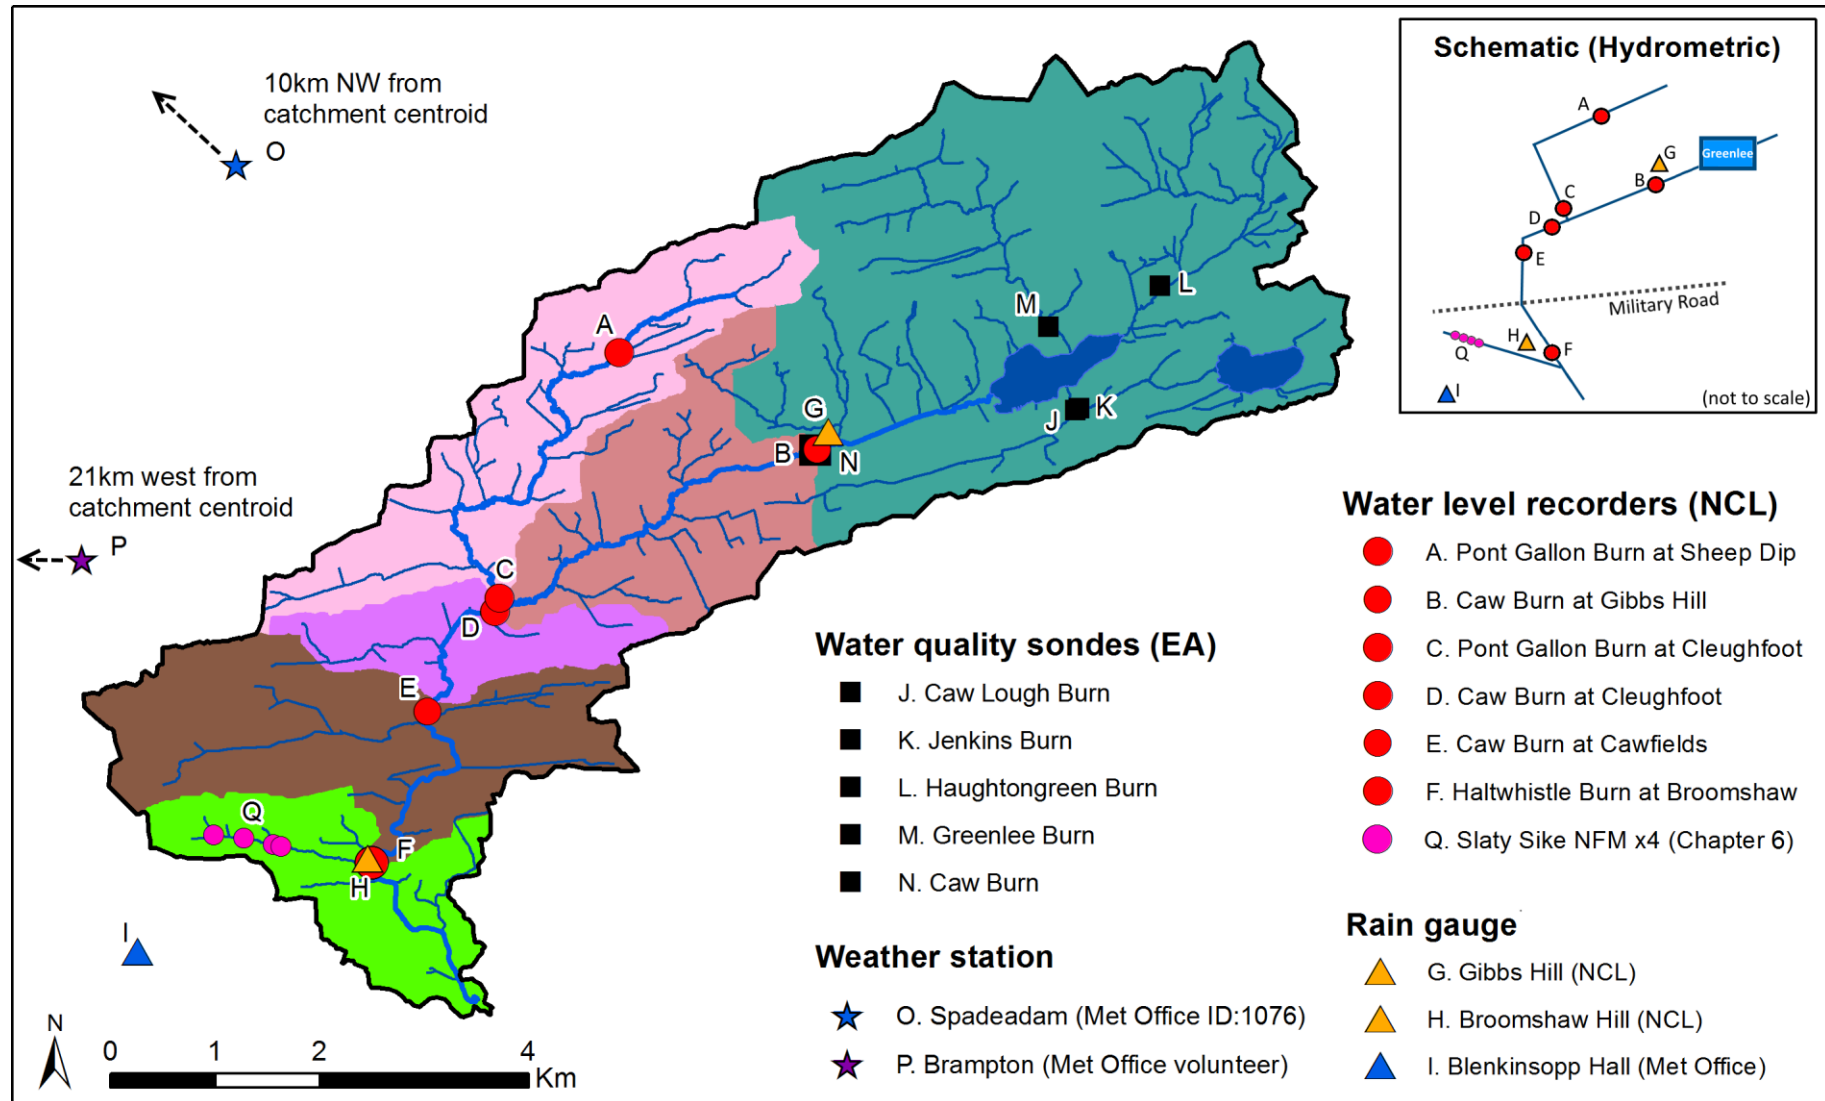 10km NW from
catchment centroid
O
21km west from
catchment centroid
P
A
G
B
N
C
D
E
F
H
Q
I
M
L
J
K
N
0
1
2
4
Km
Schematic (Hydrometric)
A
G
Greenlee
B
C
D
E
Military Road
H
F
Q
I
(not to scale)
Water level recorders (NCL)
A. Pont Gallon Burn at Sheep Dip
B. Caw Burn at Gibbs Hill
C. Pont Gallon Burn at Cleughfoot
D. Caw Burn at Cleughfoot
E. Caw Burn at Cawfields
F. Haltwhistle Burn at Broomshaw
Q. Slaty Sike NFM x4 (Chapter 6)
Water quality sondes (EA)
J. Caw Lough Burn
K. Jenkins Burn
L. Haughtongreen Burn
M. Greenlee Burn
N. Caw Burn
Weather station
O. Spadeadam (Met Office ID:1076)
P. Brampton (Met Office volunteer)
Rain gauge
G. Gibbs Hill (NCL)
H. Broomshaw Hill (NCL)
I. Blenkinsopp Hall (Met Office)